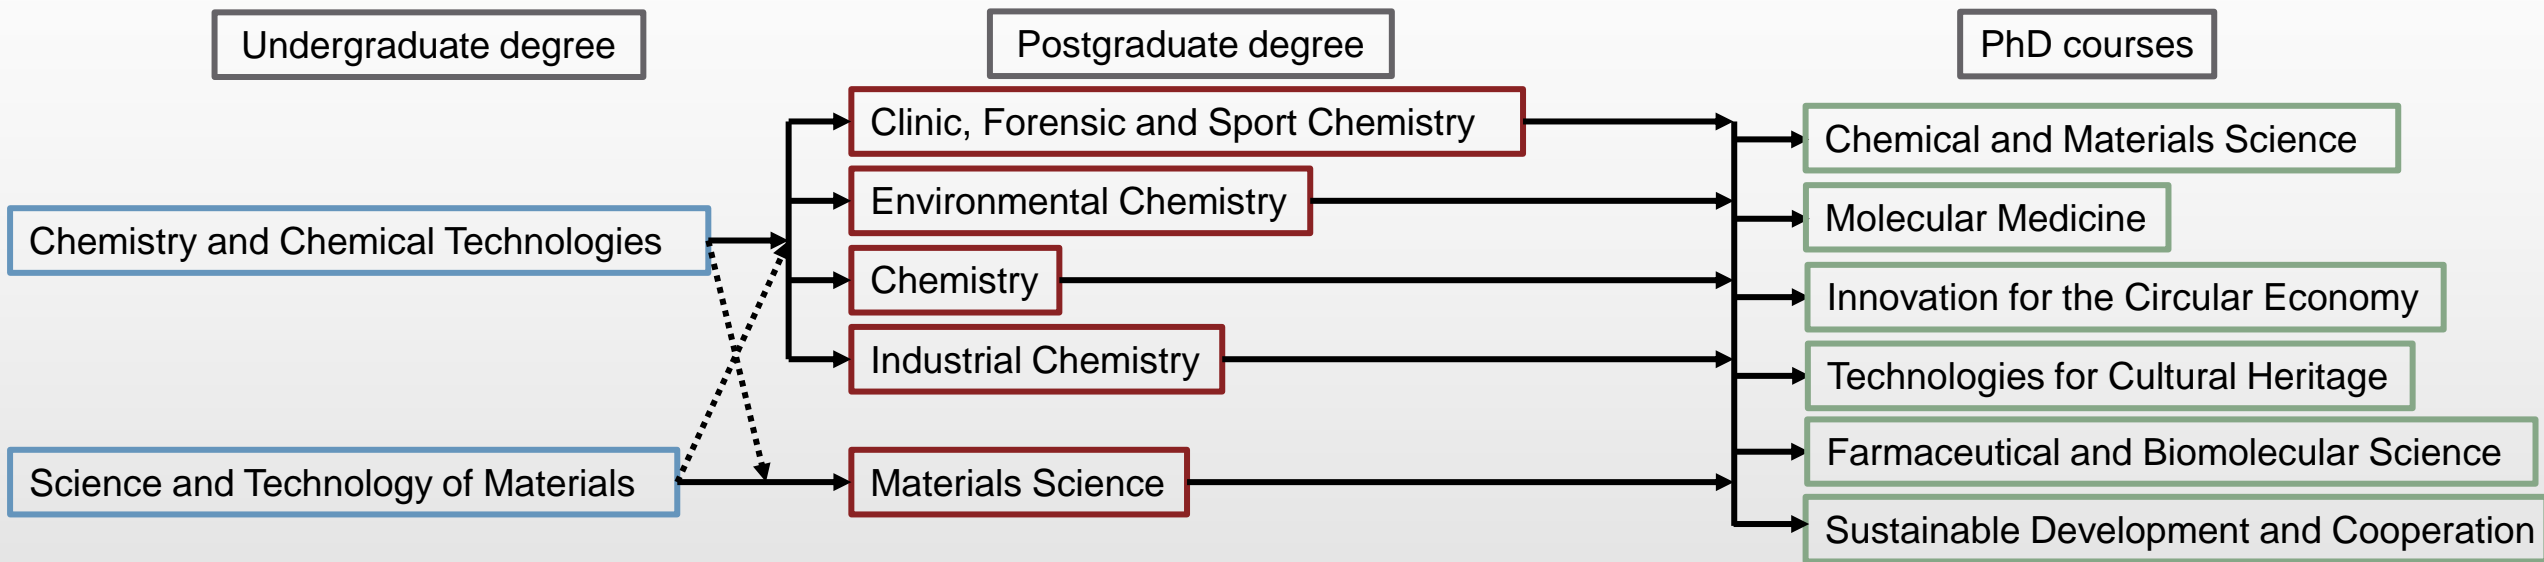 Undergraduate degree
Postgraduate degree
PhD courses
Chemistry and Chemical Technologies
Science and Technology of Materials
Clinic, Forensic and Sport Chemistry
Environmental Chemistry
Chemistry
Industrial Chemistry
Materials Science
Chemical and Materials Science
Molecular Medicine
Innovation for the Circular Economy
Technologies for Cultural Heritage
Farmaceutical and Biomolecular Science
Sustainable Development and Cooperation